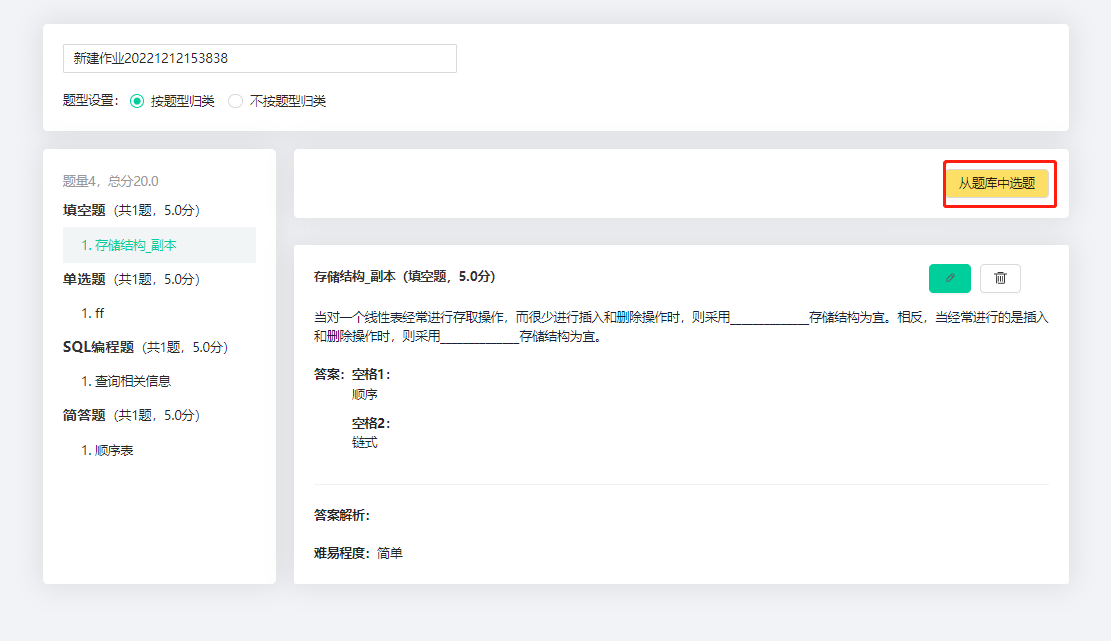 新建作业20221212153838
题型设置： 按题型归类 不按题型归类
题量4，总分20.0
填空题（共1题，5.0分）
1. 存储结构_副本
单选题（共1题，5.0分）
1. ff
SQL编程题（共1题，5.0分）
1. 查询相关信息
简答题（共1题，5.0分）
1. 顺序表
从题库中选题
存储结构_副本（填空题，5.0分）
当对一个线性表经常进行存取操作，而很少进行插入和删除操作时，则采用____________存储结构为宜。相反，当经常进行的是插入
和删除操作时，则采用____________存储结构为宜。
答案：空格1：
顺序
空格2：
链式
答案解析：
难易程度：简单